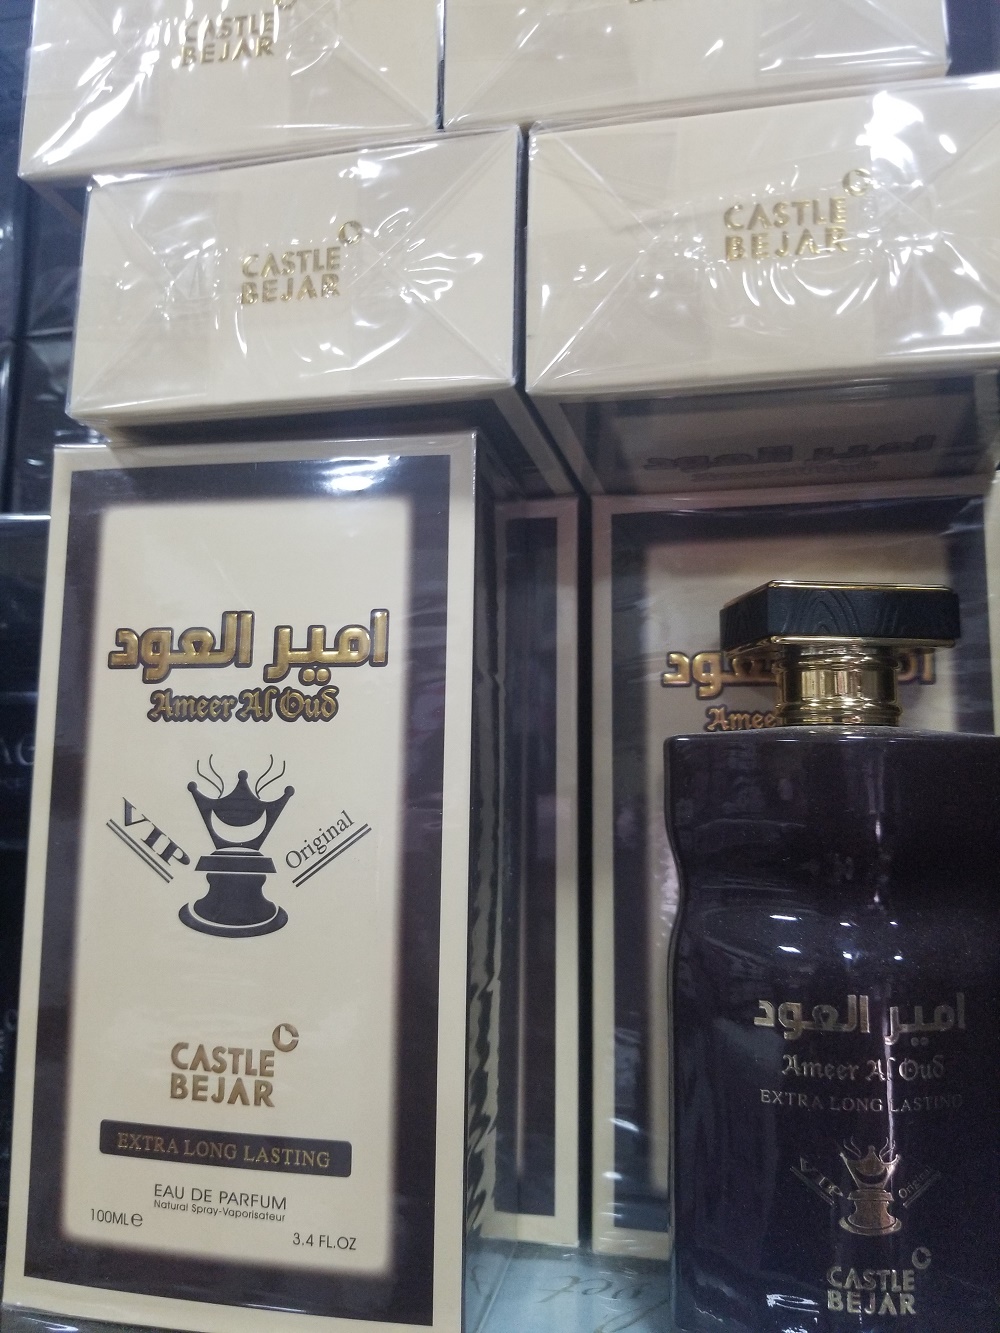 CASTLE
BEJAR
CASTLE
BEJAR
CASTLE
BEJAR
امير العود
Ameer Al Oud
VIP
Original
CASTLE
BEJAR
EXTRA LONG LASTING
EAU DE PARFUM
Natural Spray-Vaporisateur
100ML℮
3.4 FL.OZ
امير العود
Ameer Al Oud
EXTRA LONG LASTING
VIP
Original
CASTLE
BEJAR